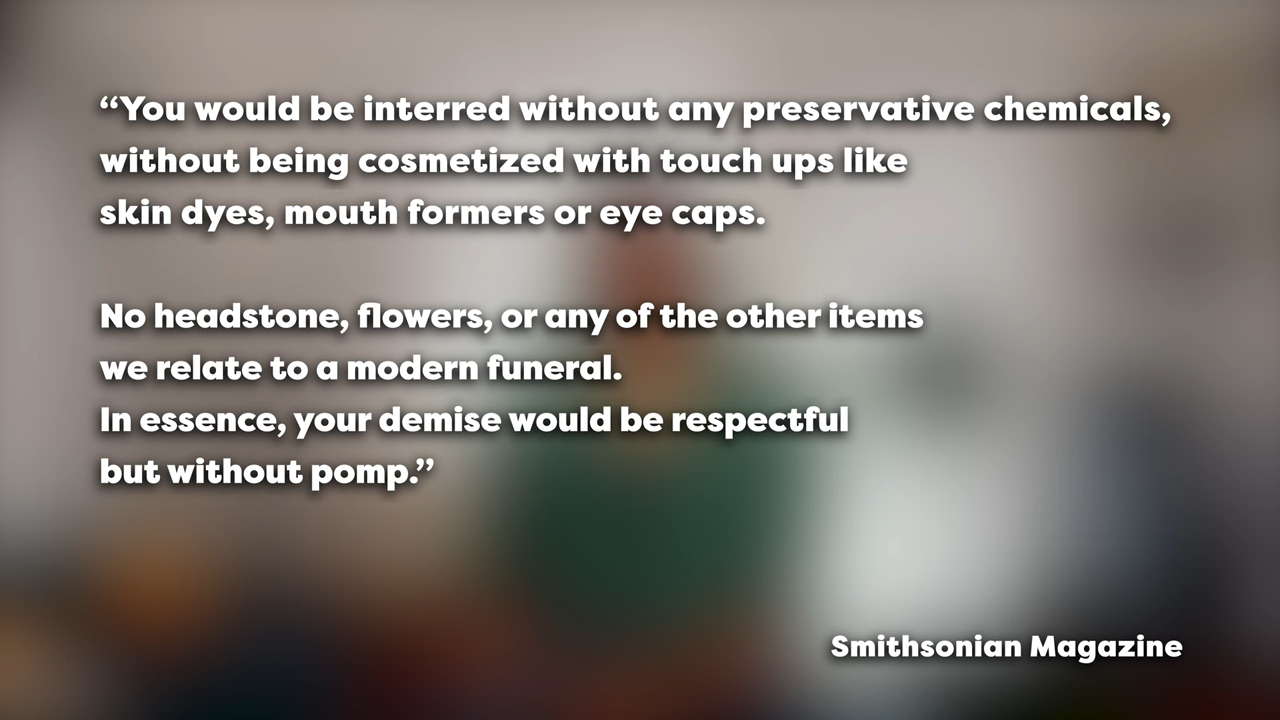 “You would be interred without any preservative chemicals,
without being cosmetized with touch ups like
skin dyes, mouth formers or eye caps.
No headstone, flowers, or any of the other items
we relate to a modern funeral.
In essence, your demise would be respectful
but without pomp.”
Smithsonian Magazine